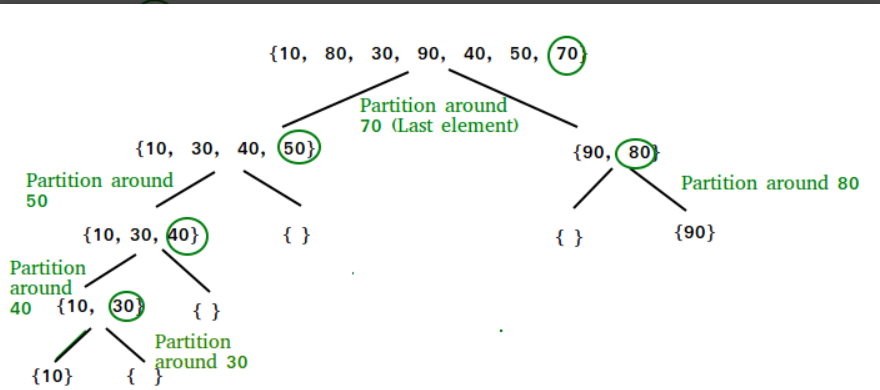 {10, 80, 30, 90, 40, 50, 70}
Partition around
70 (Last element)
{10, 30, 40, 50}
{90, 80}
Partition around
50
Partition around 80
{10, 30, 40}
{ }
{ }
{90}
Partition
around
40
{10, 30}
{ }
Partition
around 30
{10}
{ }